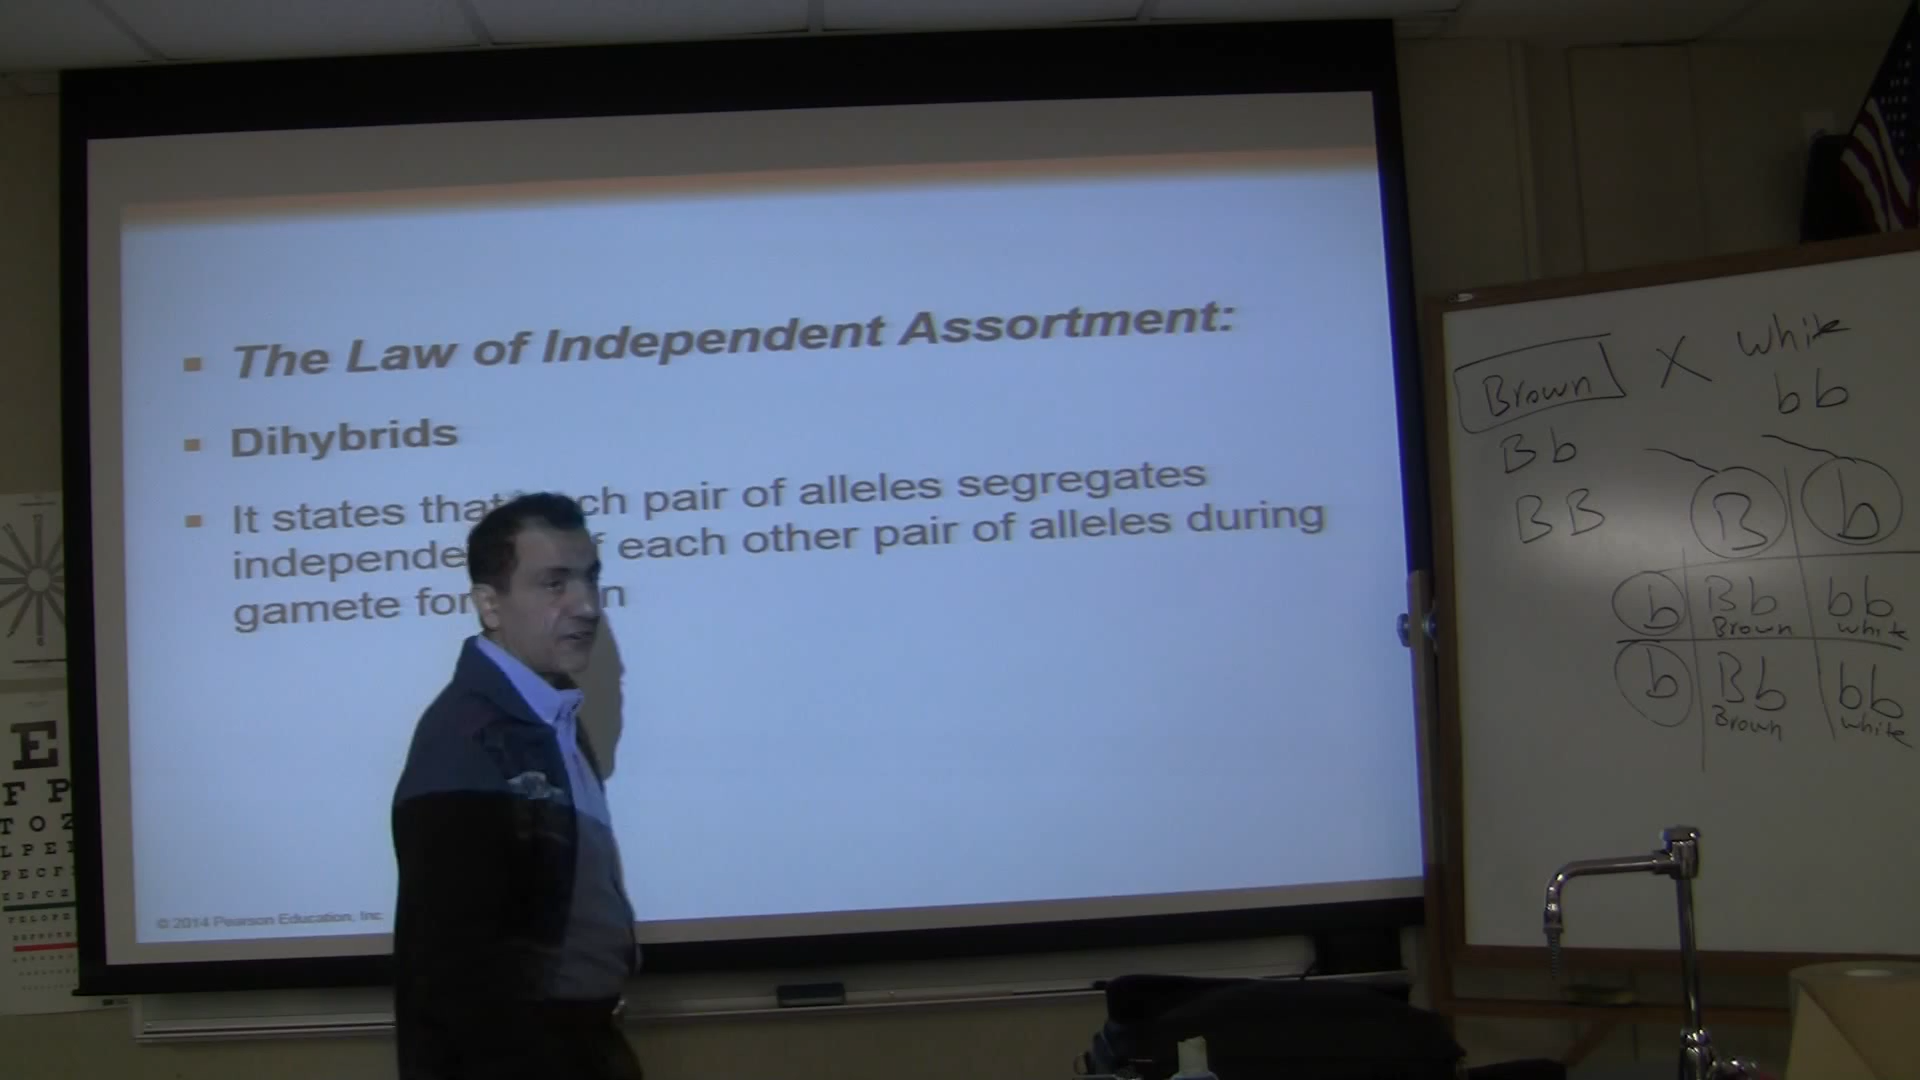 The Law of Independent Assortment:
Dihybrids
It states that ch pair of alleles segregates
independe f each other pair of alleles during
gamete for n
© 2014 Pearson Education, Inc
Brown X white
Bb bb
BB
B b
b Bb bb
Brown white
b Bb bb
Brown white
E
F P
T O Z
L P E
P E C F
E D F C Z